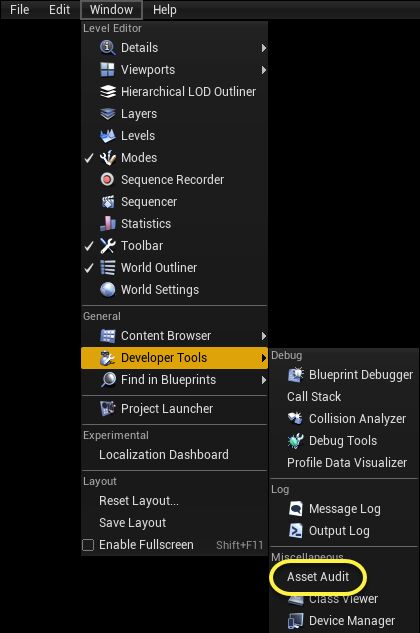 File Edit Window Help
Level Editor
Details
Viewports
Hierarchical LOD Outliner
Layers
Levels
Modes
Sequence Recorder
Sequencer
Statistics
Toolbar
World Outliner
World Settings
General
Content Browser
Developer Tools
Find in Blueprints
Project Launcher
Experimental
Localization Dashboard
Layout
Reset Layout...
Save Layout
Enable Fullscreen Shift+F11
Debug
Blueprint Debugger
Call Stack
Collision Analyzer
Debug Tools
Profile Data Visualizer
Log
Message Log
Output Log
Miscellaneous
Asset Audit
Class Viewer
Device Manager